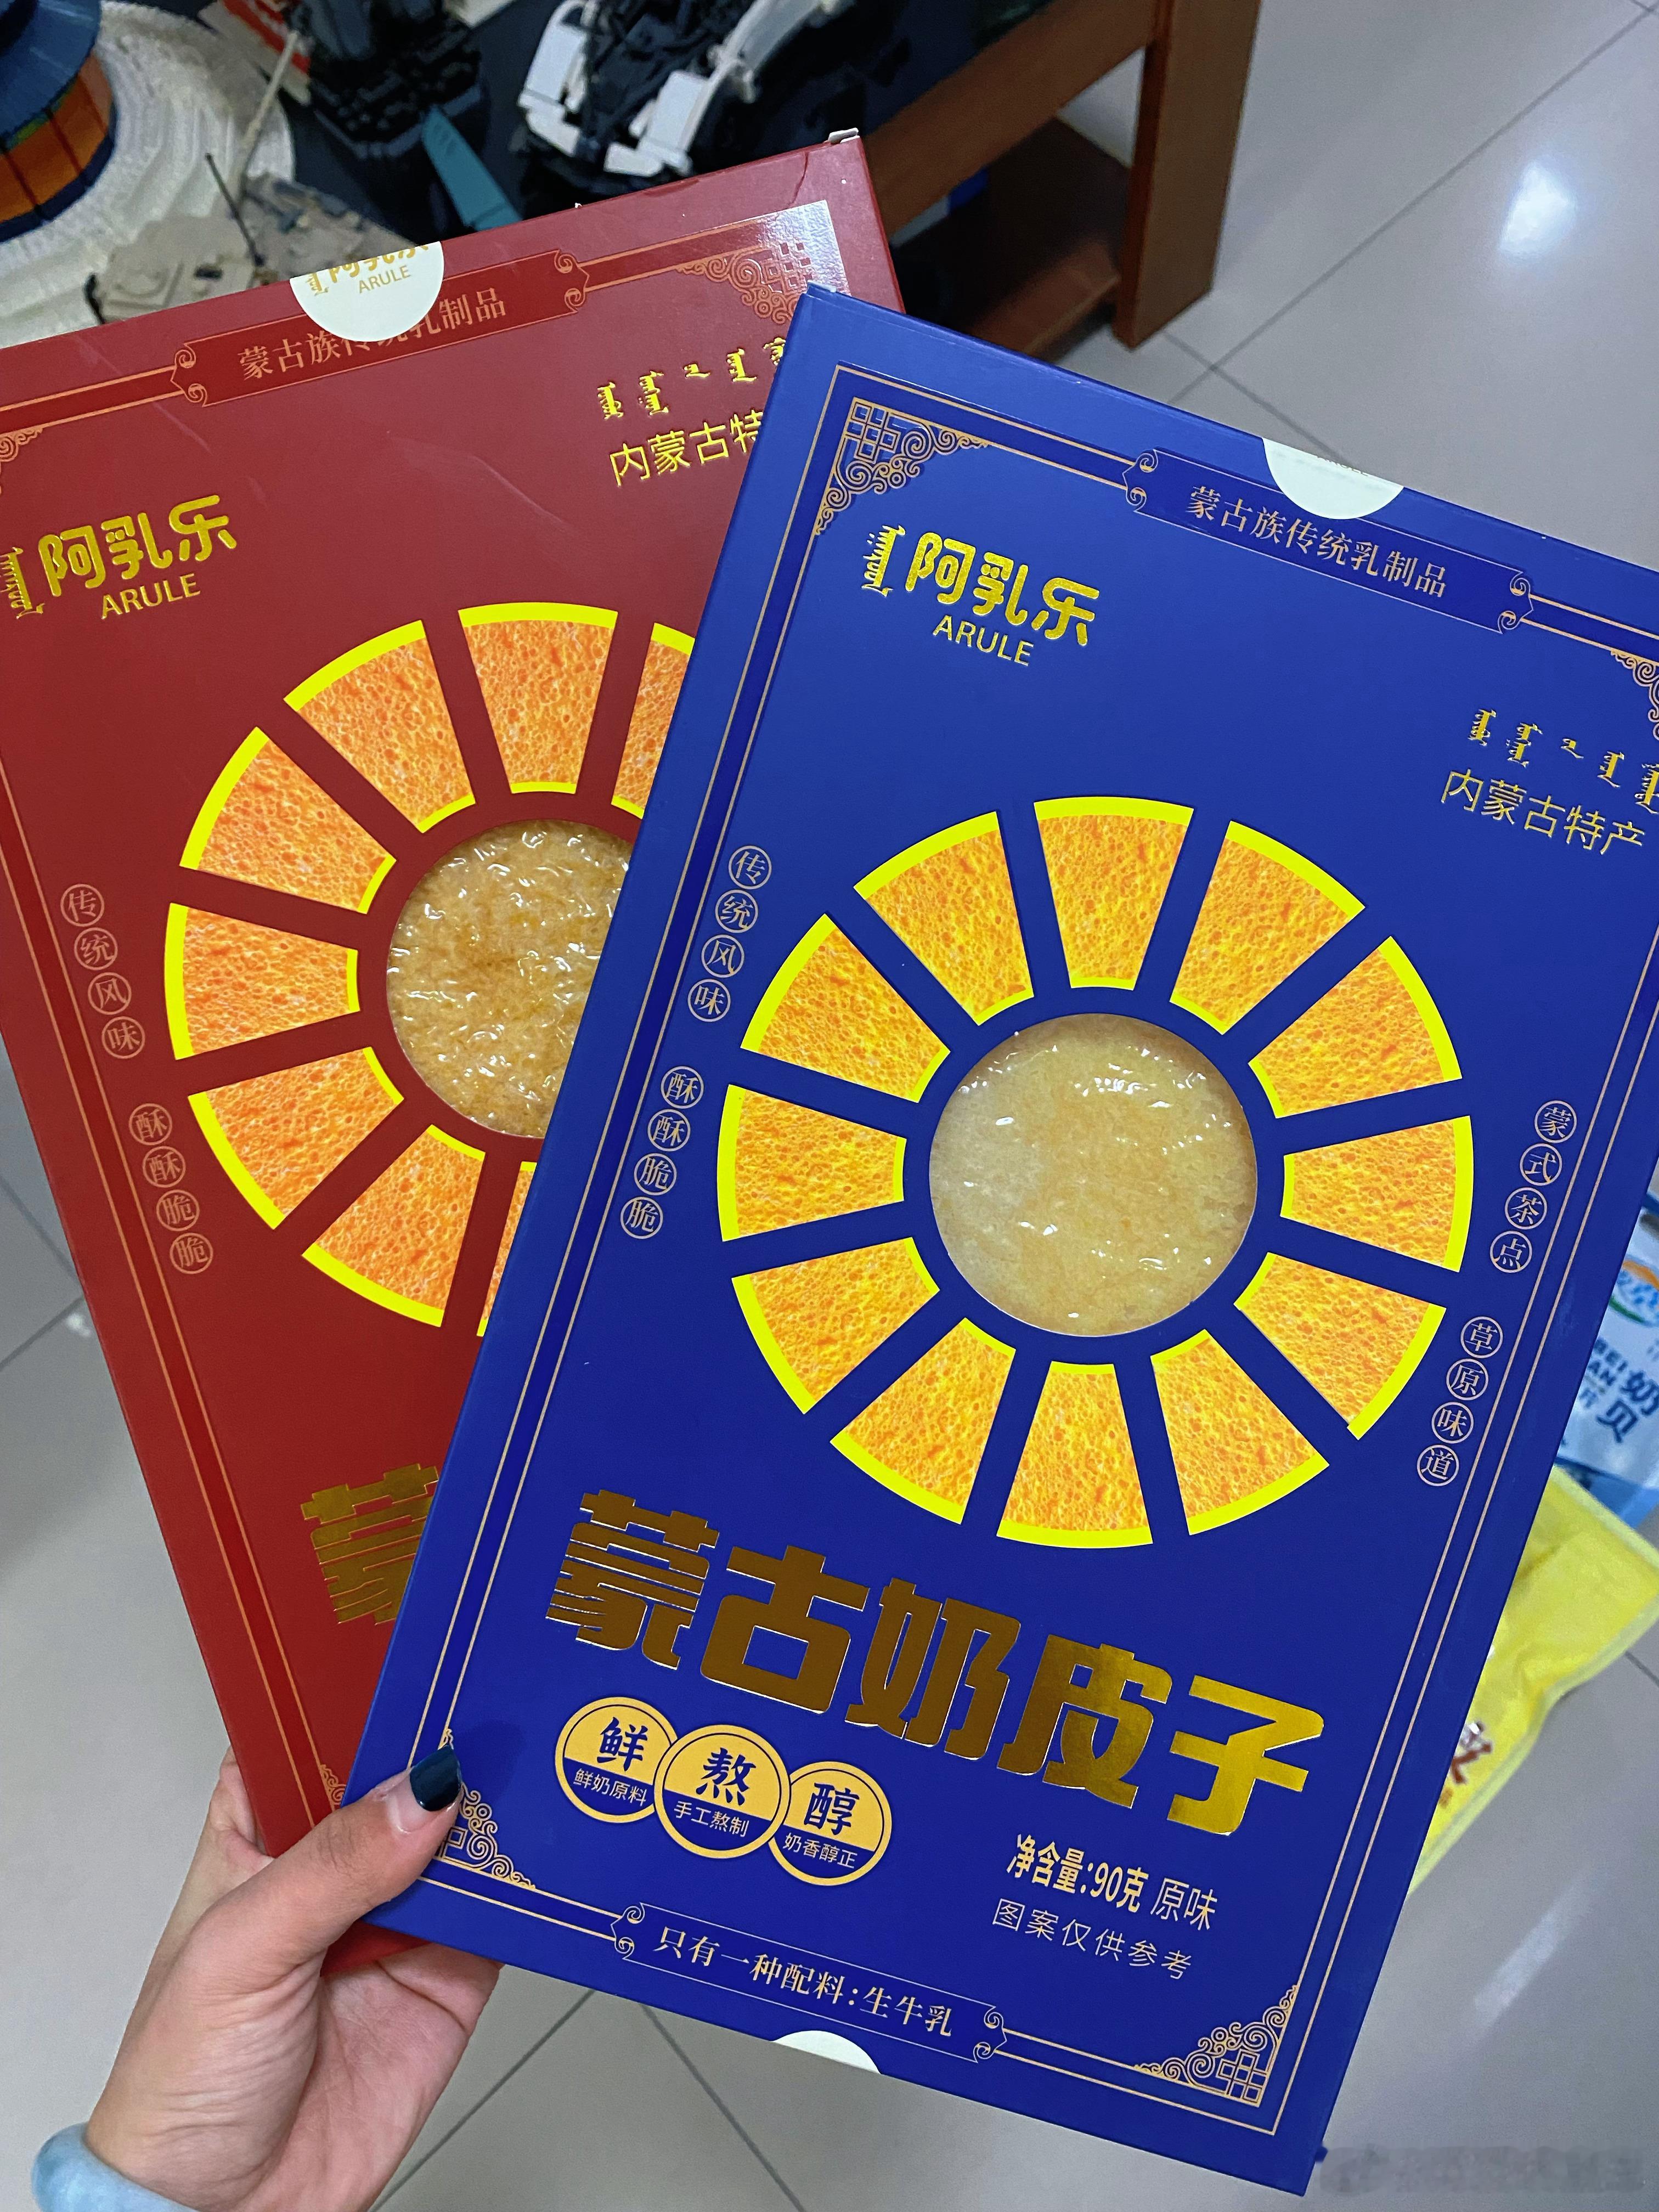 阿乳乐
ARULE
蒙古族传统乳制品
内蒙古特
阿乳乐
ARULE
传统风味
酥酥脆脆
蒙
蒙古族传统乳制品
阿乳乐
ARULE
内蒙古特产
传统风味
酥酥脆脆
蒙式茶点
草原味道
蒙古奶皮子
鲜
鲜奶原料
熬
手工熬制
醇
奶香醇正
净含量:90克 原味
图案仅供参考
只有一种配料:生牛乳
奶
贝